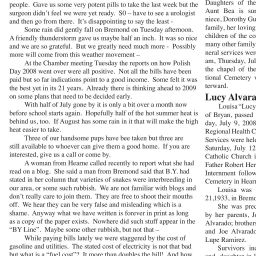 people. Gave us some very potent pills to take the last week but the
surgeon didn't feel we were yet ready. SO – have to see a urologist
and then go from there. It's disappointing to say the least -
Some rain did gently fall on Bremond on Tuesday afternoon.
A friendly thunderstorm gave us maybe half an inch. It was so nice
and we are so grateful. But we greatly need much more - Possibly
more will come from this weather movement –
At the Chamber meeting Tuesday the reports on how Polish
Day 2008 went over were all positive. Not all the bills have been
paid but so far indications point to a good income. Some felt it was
the best yet in its 21 years. Already there is thinking ahead to 2009
on some plans that need to be decided early.
With half of July gone by it is only a bit over a month now
before school starts again. Hopefully half of the hot summer heat is
behind us, too. If August has some rain in it that will make the high
heat easier to take.
Three of our handsome pups have bee taken but three are
still available to whoever can give them a good home. If you are
interested, give us a call or come by.
A woman from Hearne called recently to report what she had
read on a blog. She said a man from Bremond said that B.Y. had
stated in her column that varieties of snakes were interbreeding in
our area, or some such rubbish. We are not familiar with blogs and
don't really care to join them. They are free to shoot their mouths
off. We hear they can be very false and misleading which is a
shame. Anyway what we have written is forever in print as long
as a copy of the paper exists. Nowhere did such stuff appear in the
"BY Line". Maybe some other rubbish, but not that –
While paying bills lately we were staggered by the cost of
gasoline and utilities. The stated cost of electricity is not that bad
but what is a "fuel cost"? It more than doubles the bill! And how
Daughters of the
Aunt Bea is sur
niece, Dorothy Gu
family, her loving
children of the co
many other family
neral services wer
am, Thursday, Jul
the chapel of the
tional Cemetery w
terment.
Lucy Alvara
Louisa "Lucy
of Bryan, passed
day, July 9, 2008
Regional Health C
Services were held
Saturday, July 12
Catholic Church i
Father Robert Her
Internment follow
Cemetery in Hearn
Louisa was
21,1933, in Bremo
She was prec
by her parents, J
Alvarado; brother
and Joe Alvarado
Lupe Ramirez.
Survivors inc